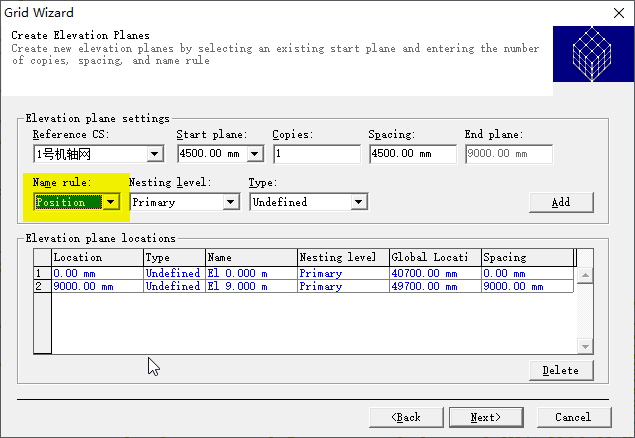 Grid Wizard
Create Elevation Planes
Create new elevation planes by selecting an existing start plane and entering the number
of copies, spacing, and name rule
Elevation plane settings
Reference CS: Start plane: Copies: Spacing: End plane:
1号机轴网 4500.00 mm 1 4500.00 mm 9000.00 mm
Name rule: Nesting Level: Type:
Position Primary Undefined Add
Elevation plane locations
Location Type Name Nesting level Global Locati Spacing
1 0.00 mm Undefined El 0.000 m Primary 40700.00 mm 0.00 mm
2 9000.00 mm Undefined El 9.000 m Primary 49700.00 mm 9000.00 mm
Delete
<Back Next> Cancel